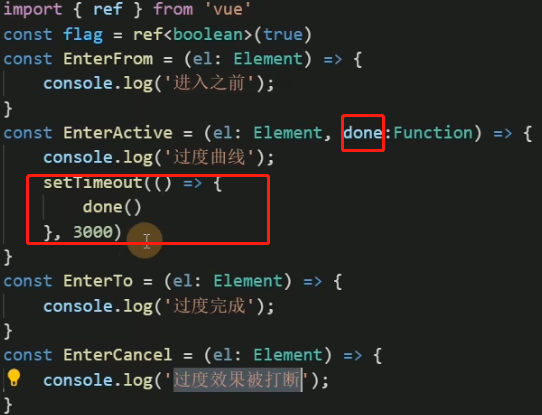 import { ref } from 'vue'
const flag = ref<boolean>(true)
const EnterFrom = (el: Element) => {
console.log('进入之前');
}
const EnterActive = (el: Element, done:Function) => {
console.log('过度曲线');
setTimeout(() => {
done()
}, 3000)
}
const EnterTo = (el: Element) => {
console.log('过度完成');
}
const EnterCancel = (el: Element) => {
console.log('过度效果被打断');
}